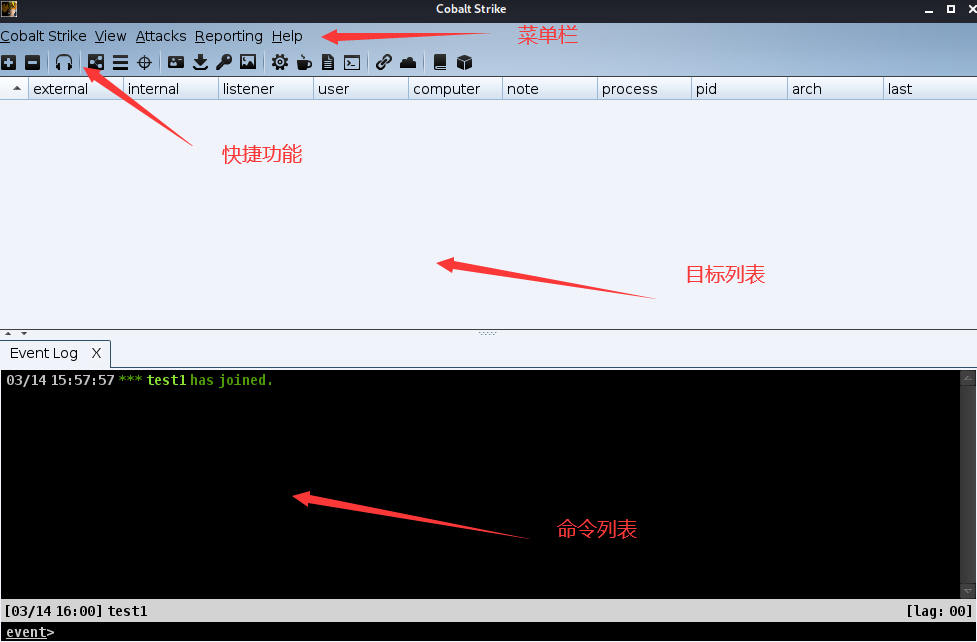 Cobalt Strike
Cobalt Strike View Attacks Reporting Help
菜单栏
external internal listener user computer note process pid arch last
快捷功能
目标列表
Event Log X
03/14 15:57:57 *** test1 has joined.
命令列表
[03/14 16:00] test1 [lag: 00]
event>